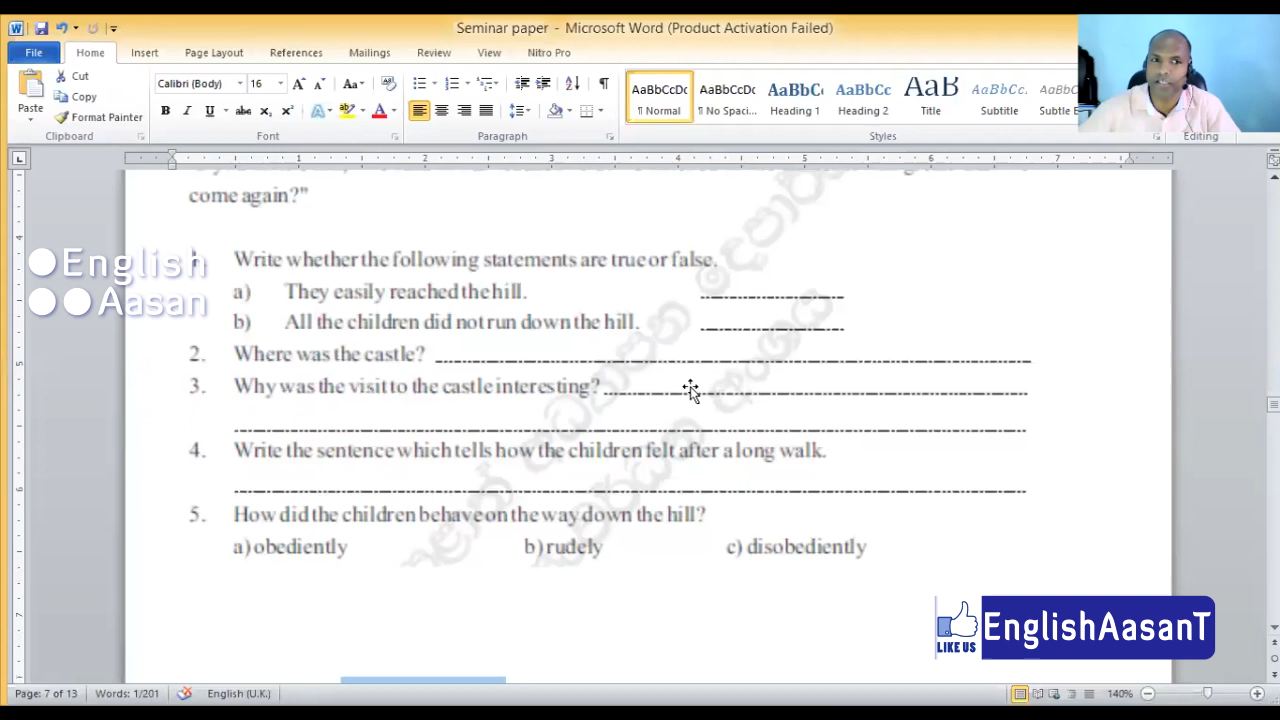 Seminar paper - Microsoft Word (Product Activation Failed)
File Home Insert Page Layout References Mailings Review View Nitro Pro
Cut
Copy
Format Painter
Paste
Calibri (Body) 16
AaBbCcDc AaBbCcDc AaBbC AaBbCc AaB AaBbCc. AaBbCc
¶ Normal ¶ No Spaci... Heading 1 Heading 2 Title Subtitle
Clipboard Font Paragraph Styles Editing
come again?"
Write whether the following statements are true or false.
a) They easily reached the hill.
b) All the children did not run down the hill.
2. Where was the castle?
3. Why was the visit to the castle interesting?
4. Write the sentence which tells how the children felt after a long walk.
5. How did the children behave on the way down the hill?
a) obediently b) rudely c) disobediently
English
Aasan
LIKE US
EnglishAasanT
Page: 7 of 13 Words: 1/201 English (U.K.) 140%